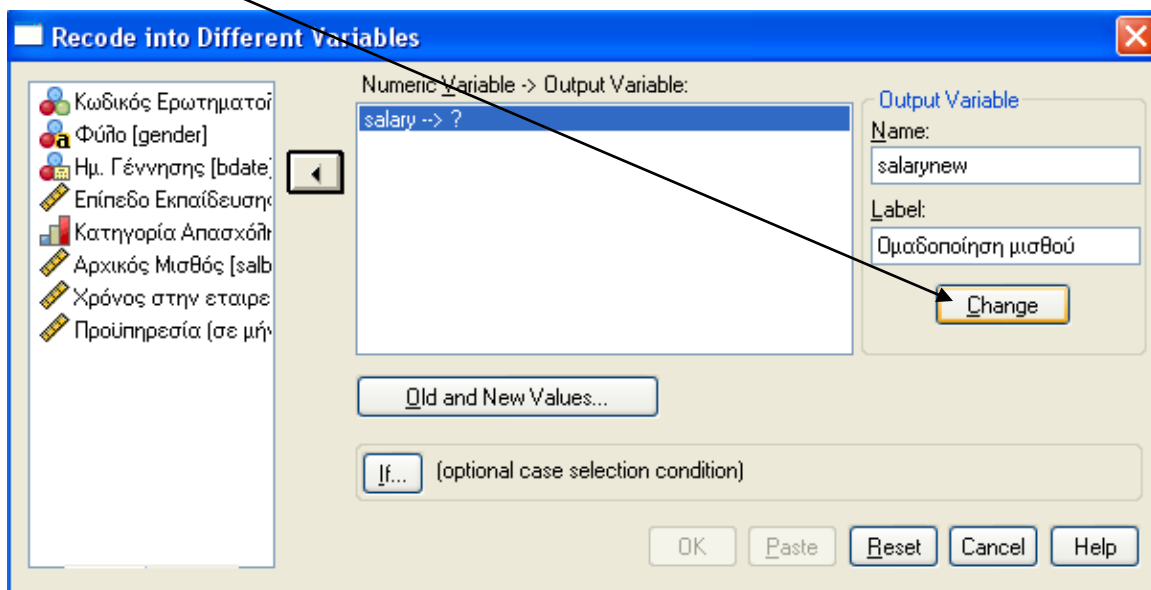 Recode into Different Variables
Κωδικός Ερωτηματοϊ
Φύλο [gender]
Ημ. Γέννησης [bdate]
Επίπεδο Εκπαίδευση
Κατηγορία Απασχόλη
Αρχικός Μισθός [salb
Χρόνος στην εταιρε
Προϋπηρεσία (σε μήν
Numeric Variable -> Output Variable:
salary --> ?
Output Variable
Name:
salarynew
Label:
Ομαδοποίηση μισθού
Change
Old and New Values...
If...
(optional case selection condition)
OK
Paste
Reset
Cancel
Help